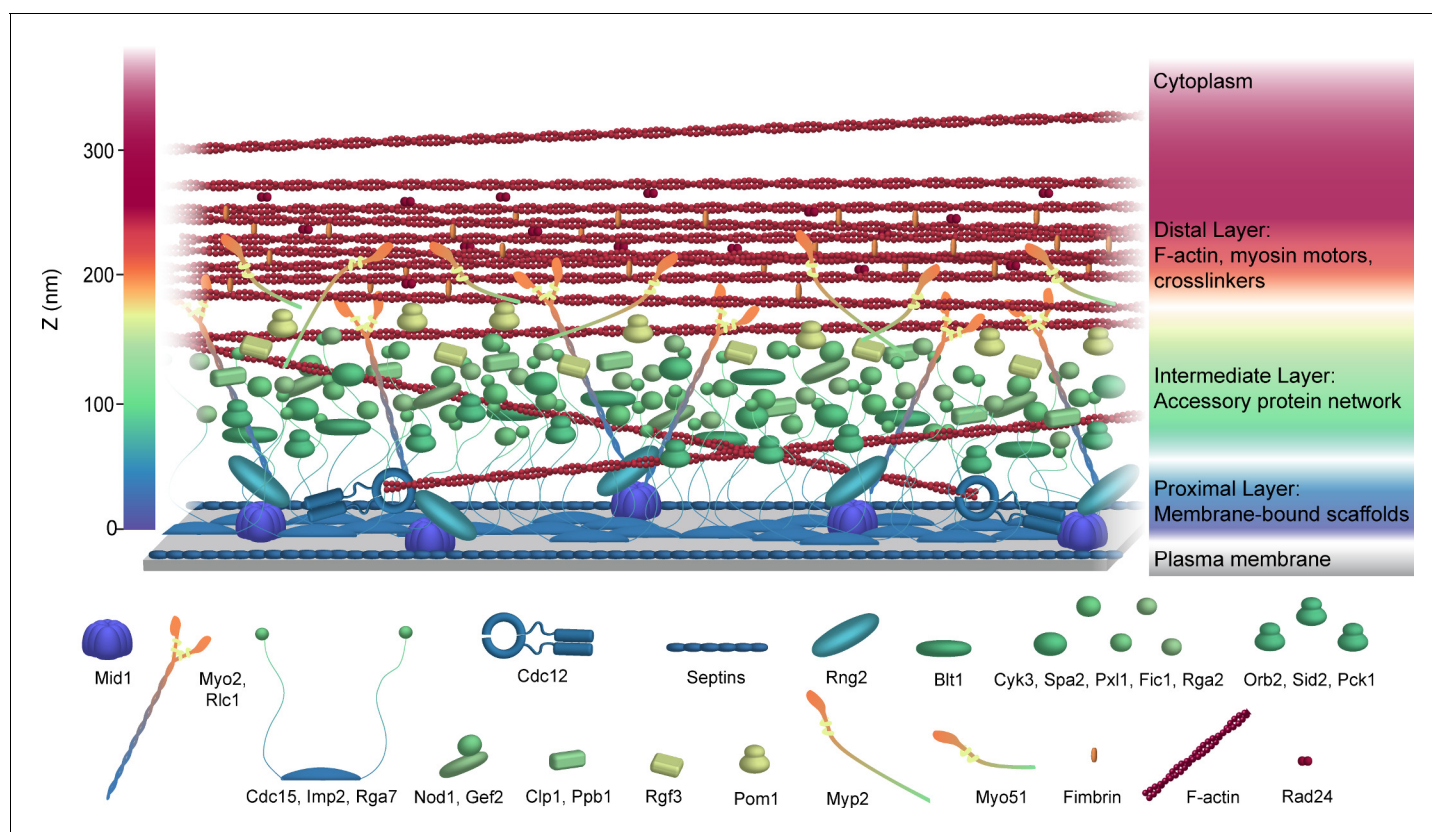 Z (nm)
300
200
100
0
Cytoplasm
Distal Layer:
F-actin, myosin motors,
crosslinkers
Intermediate Layer:
Accessory protein network
Proximal Layer:
Membrane-bound scaffolds
Plasma membrane
Mid1
Myo2,
Rlc1
Cdc12
Septins
Rng2
Blt1
Cyk3, Spa2, Pxl1, Fic1, Rga2
Orb2, Sid2, Pck1
Cdc15, Imp2, Rga7
Nod1, Gef2
Clp1, Ppb1
Rgf3
Pom1
Myp2
Myo51
Fimbrin
F-actin
Rad24